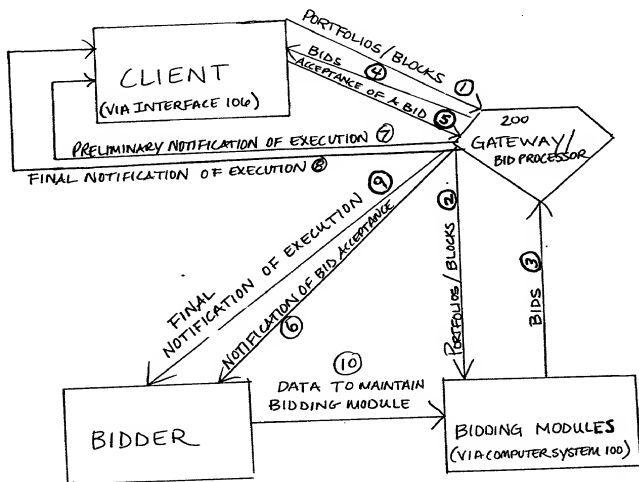 PORTFOLIOS/BLOCKS ①
BIDS ④
ACCEPTANCE OF A BID ⑤
CLIENT
(VIA INTERFACE 106)
200
GATEWAY/
BID PROCESSOR
PRELIMINARY NOTIFICATION OF EXECUTION ⑦
FINAL NOTIFICATION OF EXECUTION ⑧
FINAL
NOTIFICATION OF EXECUTION ⑨
NOTIFICATION OF BID ACCEPTANCE
⑥
PORTFOLIOS/BLOCKS ②
BIDS ③
⑩
DATA TO MAINTAIN
BIDDING MODULE
BIDDER
BIDDING MODULES
(VIA COMPUTER SYSTEM 100)